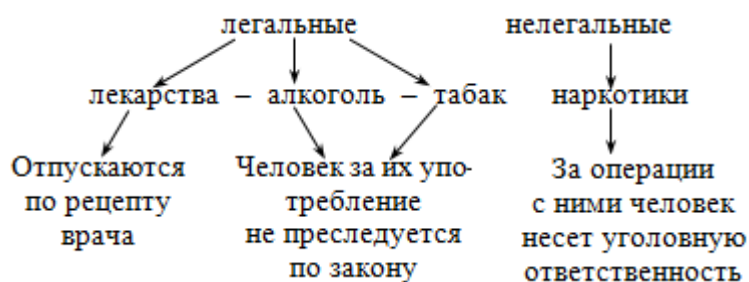 легальные нелегальные
лекарства – алкоголь – табак наркотики
Отпускаются
по рецепту
врача
Человек за их упо-
требление
не преследуется
по закону
За операции
с ними человек
несет уголовную
ответственность